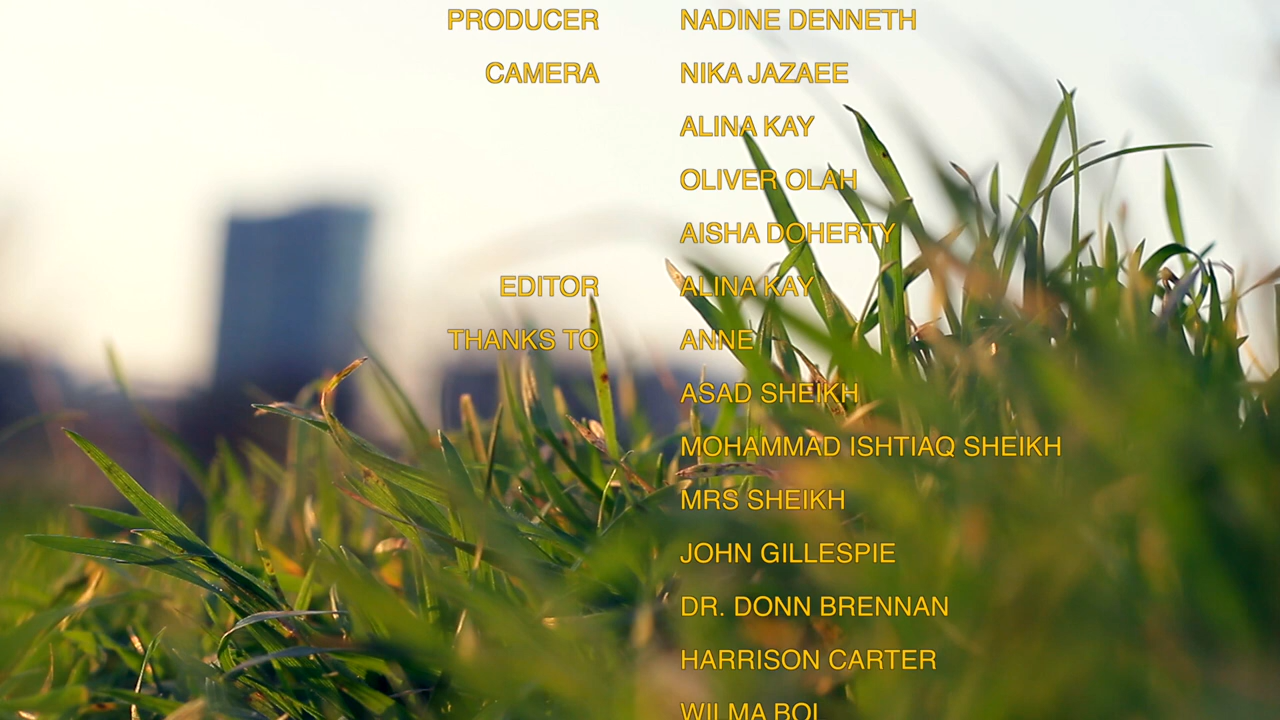 PRODUCER NADINE DENNETH
CAMERA NIKA JAZAEE
ALINA KAY
OLIVER OLAH
AISHA DOHERTY
EDITOR ALINA KAY
THANKS TO ANNE
ASAD SHEIKH
MOHAMMAD ISHTIAQ SHEIKH
MRS SHEIKH
JOHN GILLESPIE
DR. DONN BRENNAN
HARRISON CARTER
WILMA